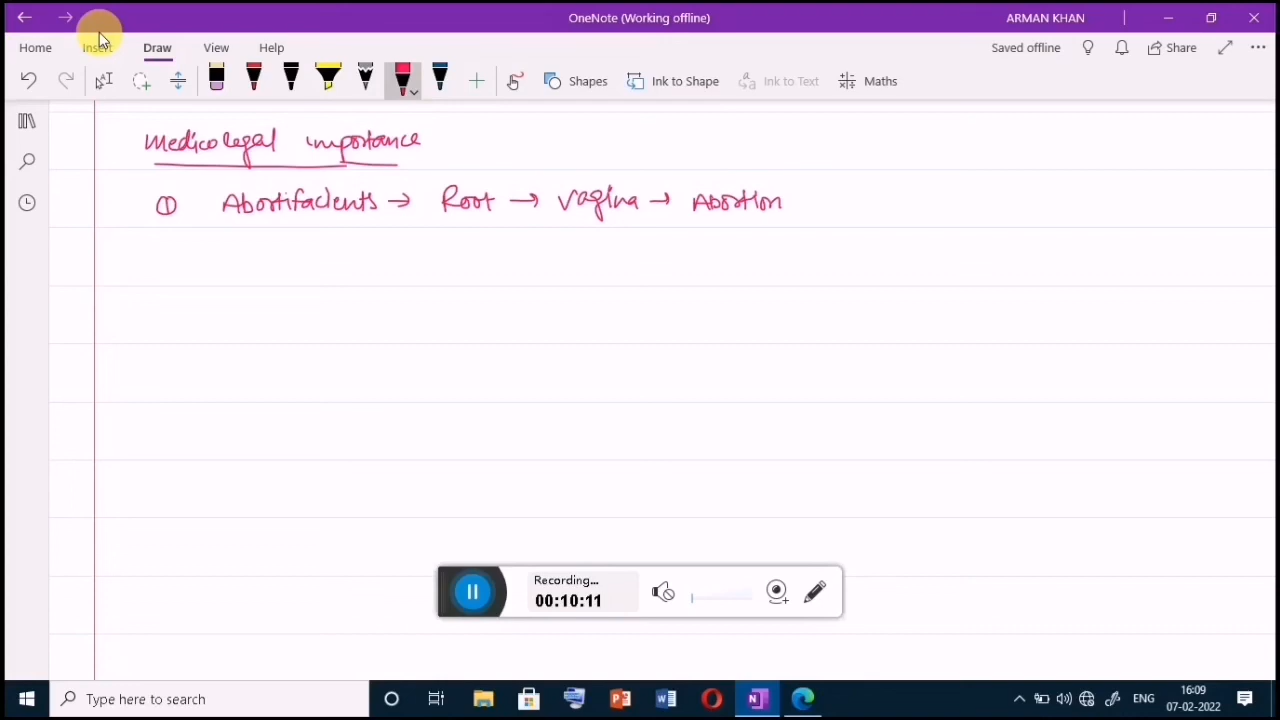 OneNote (Working offline)
ARMAN KHAN
Home Insert Draw View Help
Saved offline Share
Shapes Ink to Shape Ink to Text Maths
Medicolegal importance
① Abortifacients → Root → vagina → Abortion
Recording...
00:10:11
Type here to search
ENG
16:09
07-02-2022